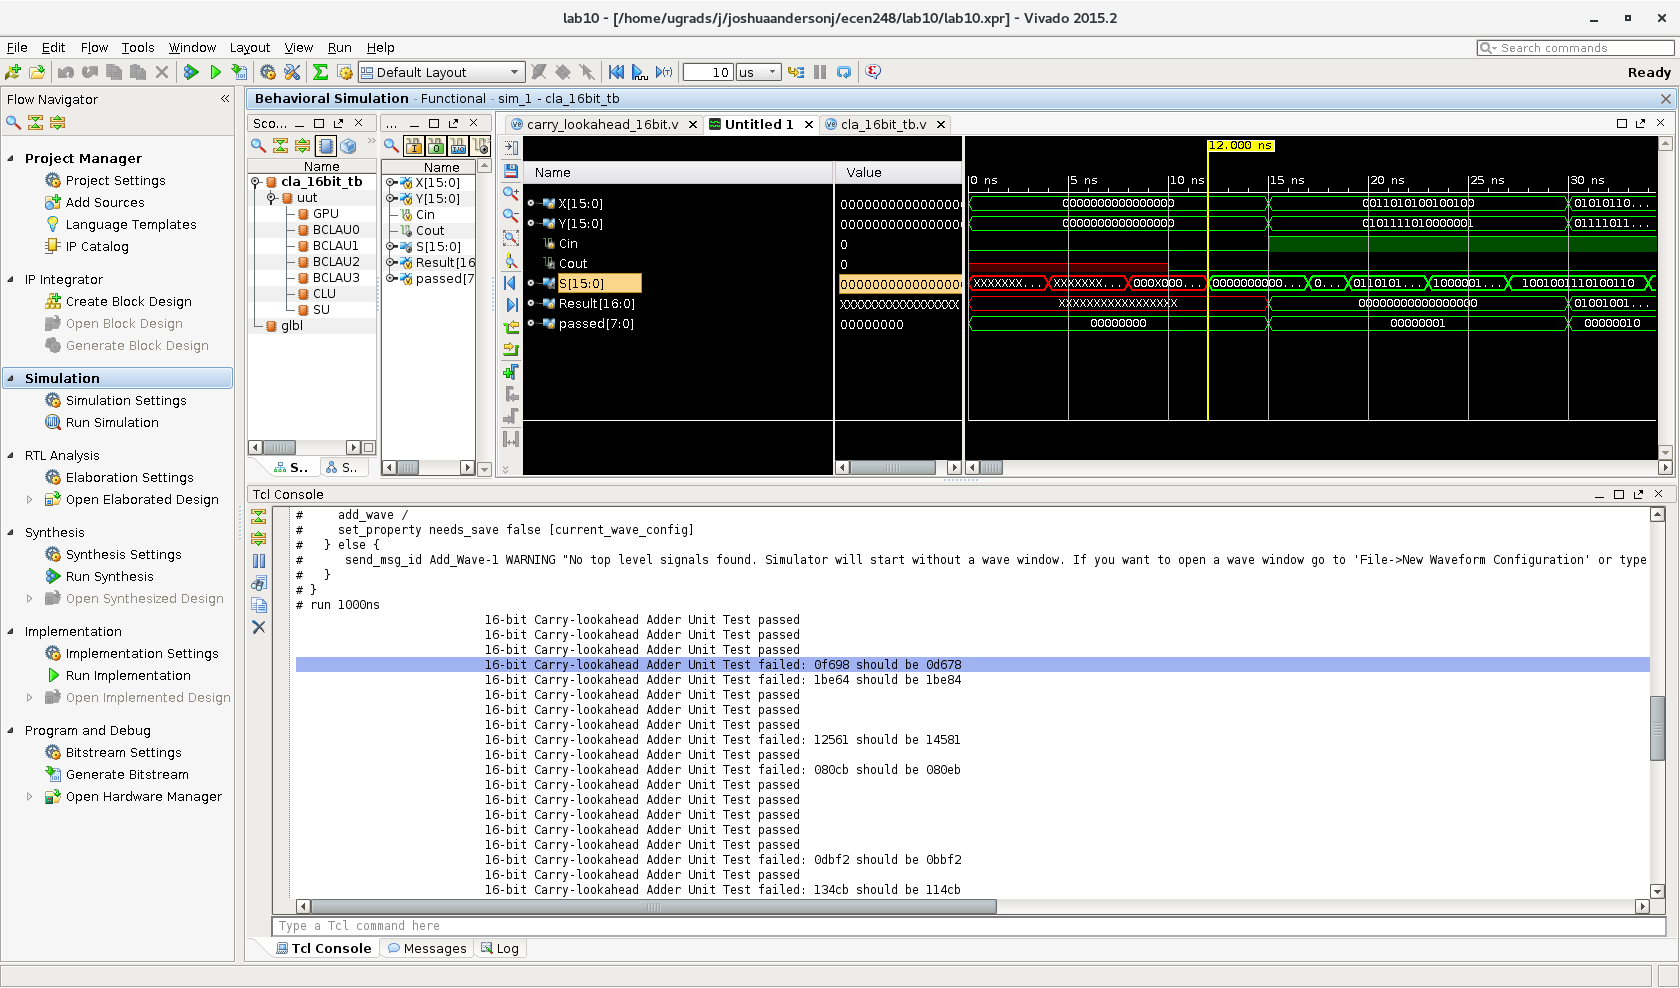 lab10 - [/home/ugrads/j/joshuaandersonj/ecen248/lab10/lab10.xpr] - Vivado 2015.2
File Edit Flow Tools Window Layout View Run Help
Search commands
Default Layout
10 us
Ready
Flow Navigator
Project Manager
Project Settings
Add Sources
Language Templates
IP Catalog
IP Integrator
Create Block Design
Open Block Design
Generate Block Design
Simulation
Simulation Settings
Run Simulation
RTL Analysis
Elaboration Settings
Open Elaborated Design
Synthesis
Synthesis Settings
Run Synthesis
Open Synthesized Design
Implementation
Implementation Settings
Run Implementation
Open Implemented Design
Program and Debug
Bitstream Settings
Generate Bitstream
Open Hardware Manager
Behavioral Simulation - Functional - sim_1 - cla_16bit_tb
Sco...
Name
cla_16bit_tb
uut
GPU
BCLAU0
BCLAU1
BCLAU2
BCLAU3
CLU
SU
glbl
S..
S..
...
Name
X[15:0]
Y[15:0]
Cin
Cout
S[15:0]
Result[16
passed[7
carry_lookahead_16bit.v Untitled 1 cla_16bit_tb.v
12.000 ns
Name Value
0 ns 5 ns 10 ns 15 ns 20 ns 25 ns 30 ns
X[15:0] 0000000000000000 0000000000000000 0011010100100100 01010110...
Y[15:0] 0000000000000000 0000000000000000 0101111010000001 01111011...
Cin 0
Cout 0
S[15:0] 0000000000000000 XXXXXXX... XXXXXXX... 000X000... 000000000... 0... 0110101... 1000001... 1001001110100110
Result[16:0] XXXXXXXXXXXXXXXX XXXXXXXXXXXXXXXXX 00000000000000000 01001001...
passed[7:0] 00000000 00000000 00000001 00000010
Tcl Console
# add_wave /
# set_property needs_save false [current_wave_config]
# } else {
# send_msg_id Add_Wave-1 WARNING "No top level signals found. Simulator will start without a wave window. If you want to open a wave window go to 'File->New Waveform Configuration' or type
# }
# }
# run 1000ns
16-bit Carry-lookahead Adder Unit Test passed
16-bit Carry-lookahead Adder Unit Test passed
16-bit Carry-lookahead Adder Unit Test passed
16-bit Carry-lookahead Adder Unit Test failed: 0f698 should be 0d678
16-bit Carry-lookahead Adder Unit Test failed: 1be64 should be 1be84
16-bit Carry-lookahead Adder Unit Test passed
16-bit Carry-lookahead Adder Unit Test passed
16-bit Carry-lookahead Adder Unit Test passed
16-bit Carry-lookahead Adder Unit Test failed: 12561 should be 14581
16-bit Carry-lookahead Adder Unit Test passed
16-bit Carry-lookahead Adder Unit Test failed: 080cb should be 080eb
16-bit Carry-lookahead Adder Unit Test passed
16-bit Carry-lookahead Adder Unit Test passed
16-bit Carry-lookahead Adder Unit Test passed
16-bit Carry-lookahead Adder Unit Test passed
16-bit Carry-lookahead Adder Unit Test passed
16-bit Carry-lookahead Adder Unit Test failed: 0dbf2 should be 0bbf2
16-bit Carry-lookahead Adder Unit Test passed
16-bit Carry-lookahead Adder Unit Test failed: 134cb should be 114cb
Type a Tcl command here
Tcl Console Messages Log